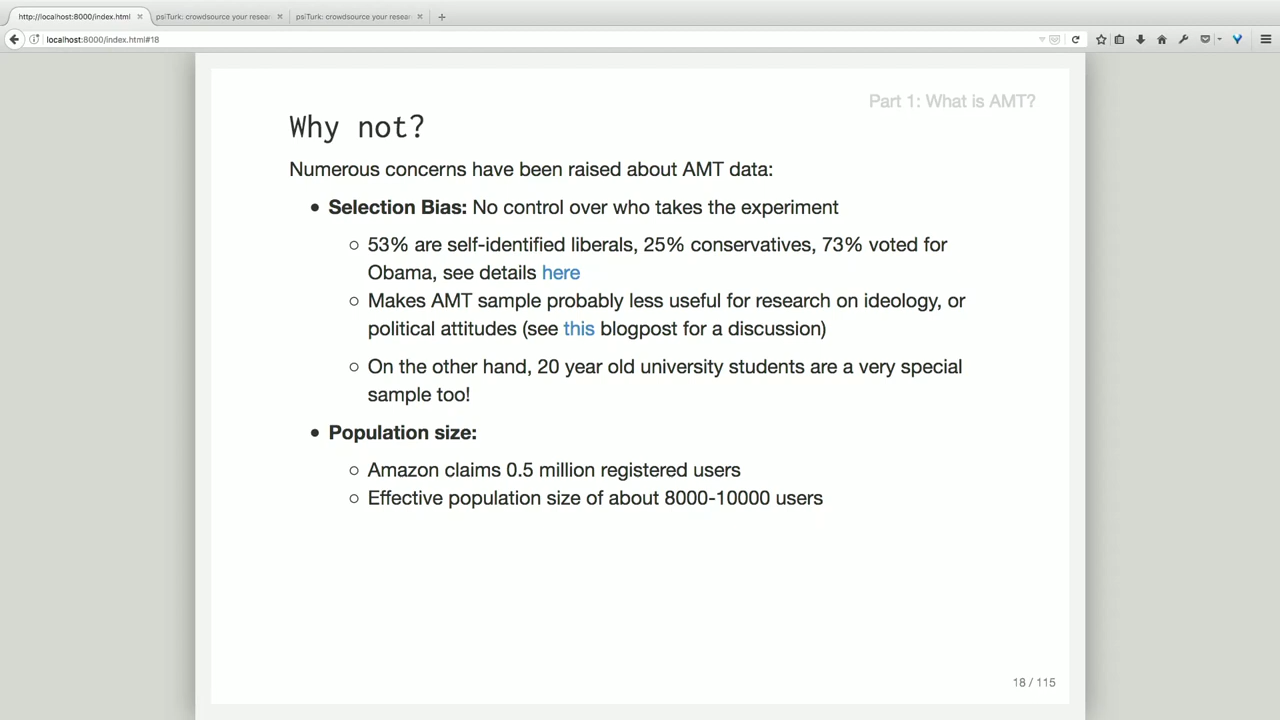 http://localhost:8000/index.html
psiTurk: crowdsource your resear
psiTurk: crowdsource your resear
localhost:8000/index.html#18
Part 1: What is AMT?
Why not?
Numerous concerns have been raised about AMT data:
Selection Bias: No control over who takes the experiment
53% are self-identified liberals, 25% conservatives, 73% voted for
Obama, see details here
Makes AMT sample probably less useful for research on ideology, or
political attitudes (see this blogpost for a discussion)
On the other hand, 20 year old university students are a very special
sample too!
Population size:
Amazon claims 0.5 million registered users
Effective population size of about 8000-10000 users
18 / 115